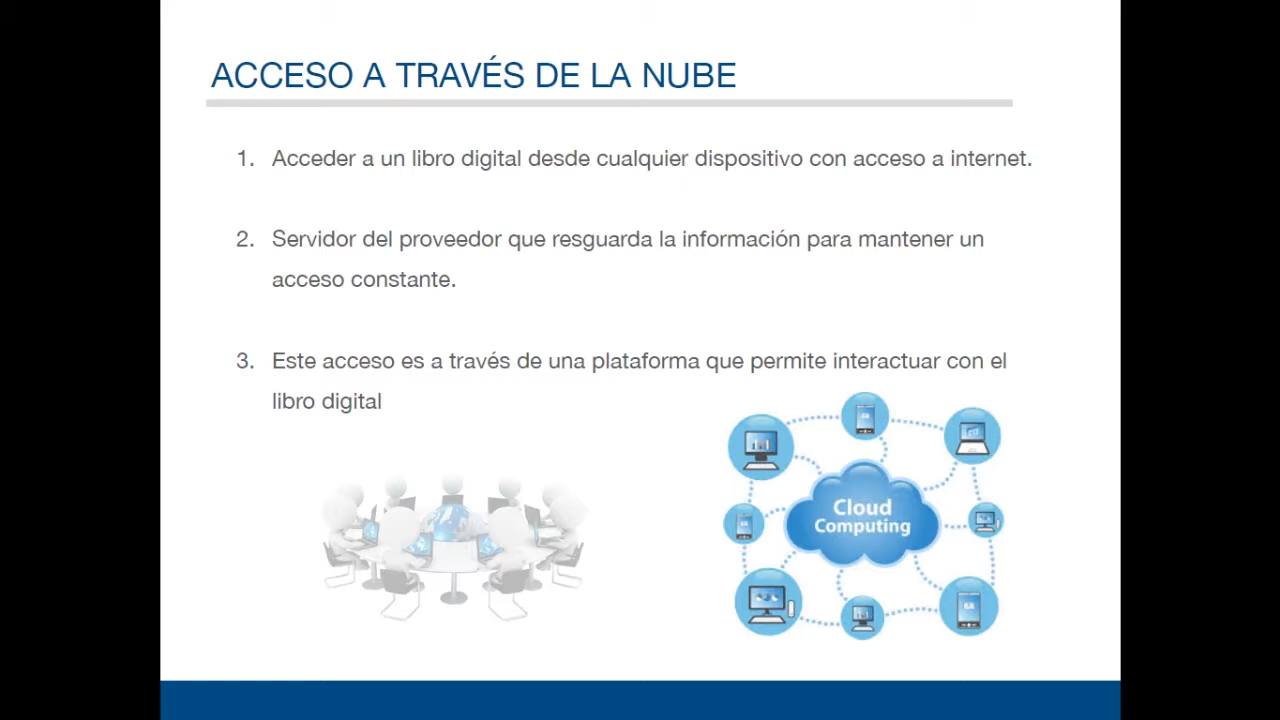 ACCESO A TRAVÉS DE LA NUBE
1. Acceder a un libro digital desde cualquier dispositivo con acceso a internet.
2. Servidor del proveedor que resguarda la información para mantener un
acceso constante.
3. Este acceso es a través de una plataforma que permite interactuar con el
libro digital
Cloud
Computing